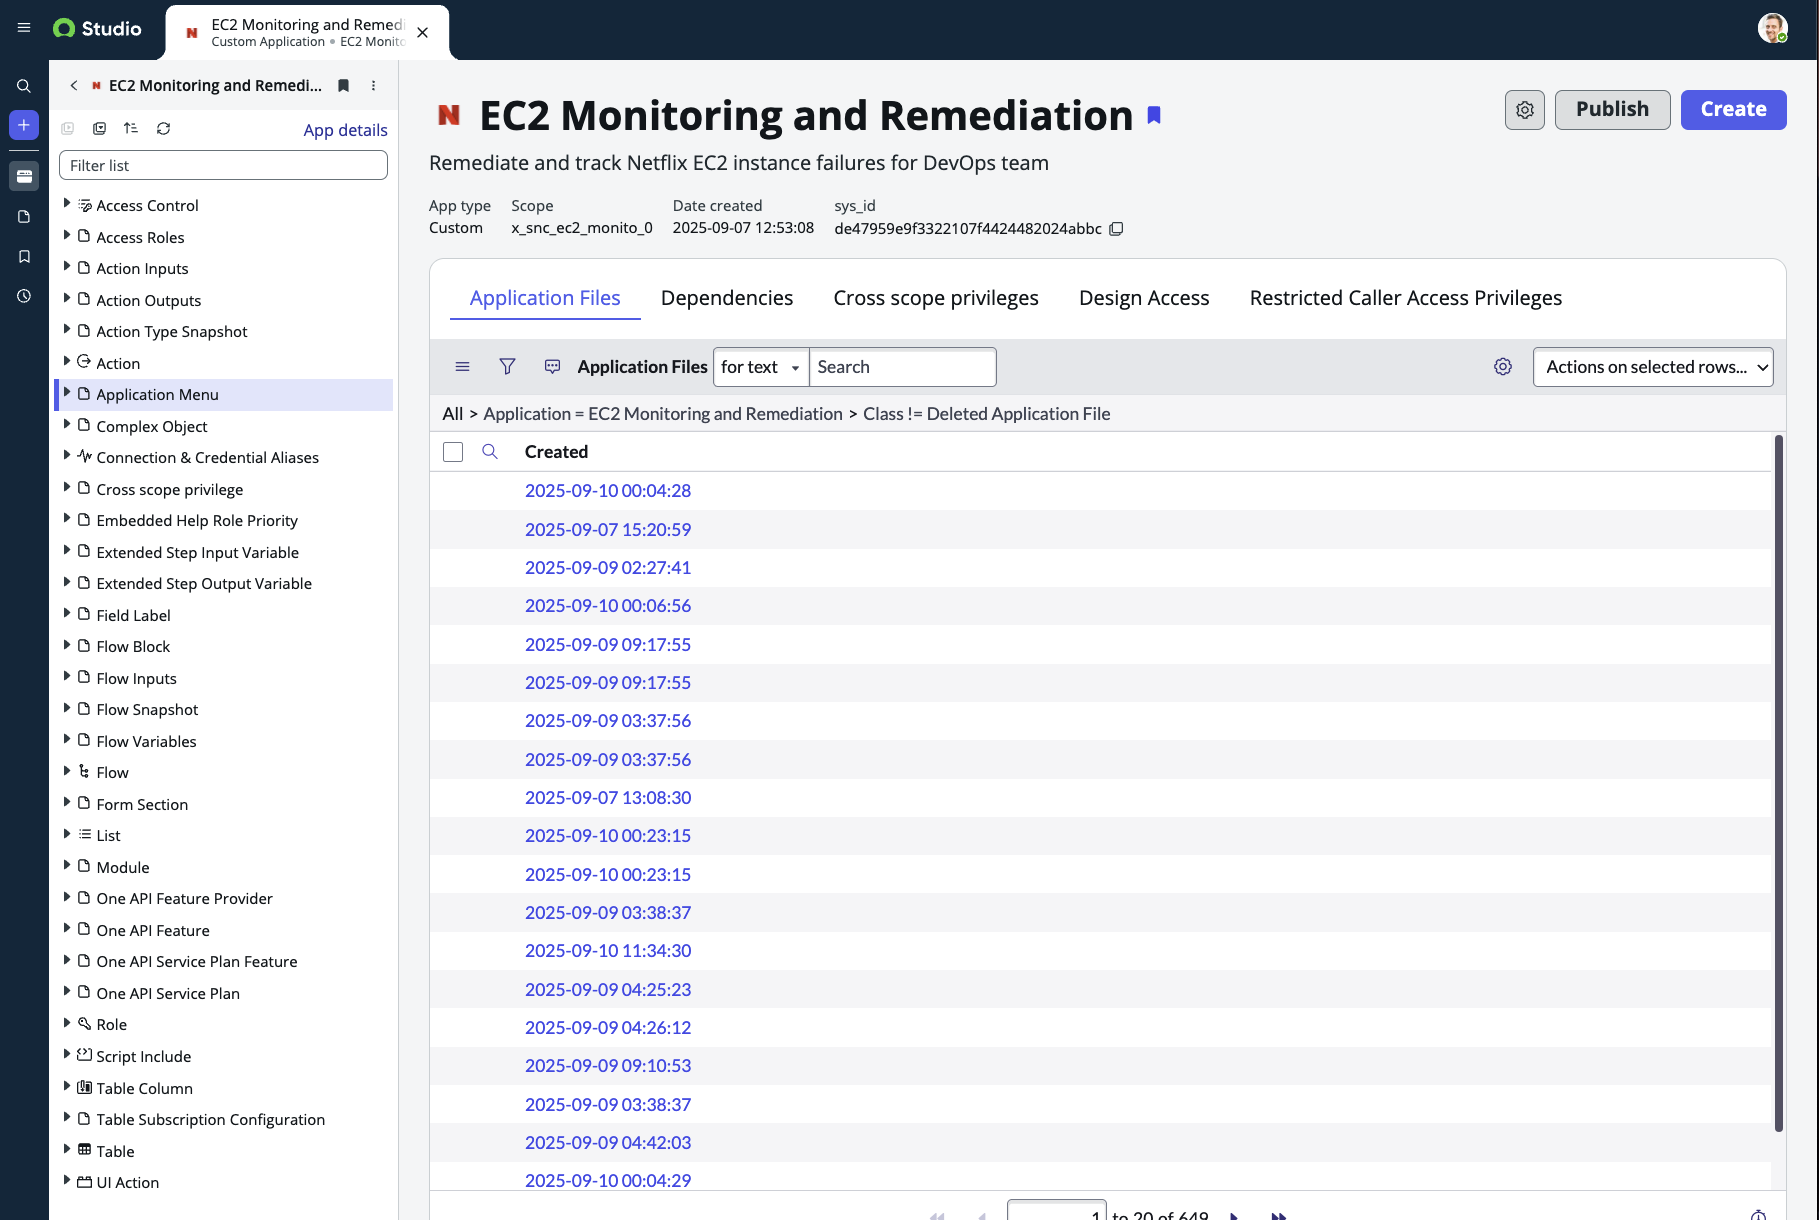 Studio
EC2 Monitoring and Remedi
Custom Application • EC2 Monito
EC2 Monitoring and Remedi...
App details
Filter list
Access Control
Access Roles
Action Inputs
Action Outputs
Action Type Snapshot
Action
Application Menu
Complex Object
Connection & Credential Aliases
Cross scope privilege
Embedded Help Role Priority
Extended Step Input Variable
Extended Step Output Variable
Field Label
Flow Block
Flow Inputs
Flow Snapshot
Flow Variables
Flow
Form Section
List
Module
One API Feature Provider
One API Feature
One API Service Plan Feature
One API Service Plan
Role
Script Include
Table Column
Table Subscription Configuration
Table
UI Action
EC2 Monitoring and Remediation
Publish
Create
Remediate and track Netflix EC2 instance failures for DevOps team
App type Scope Date created sys_id
Custom x_snc_ec2_monito_0 2025-09-07 12:53:08 de47959e9f3322107f4424482024abbc
Application Files Dependencies Cross scope privileges Design Access Restricted Caller Access Privileges
Application Files for text Search Actions on selected rows...
All > Application = EC2 Monitoring and Remediation > Class != Deleted Application File
Created
2025-09-10 00:04:28
2025-09-07 15:20:59
2025-09-09 02:27:41
2025-09-10 00:06:56
2025-09-09 09:17:55
2025-09-09 09:17:55
2025-09-09 03:37:56
2025-09-09 03:37:56
2025-09-07 13:08:30
2025-09-10 00:23:15
2025-09-10 00:23:15
2025-09-09 03:38:37
2025-09-10 11:34:30
2025-09-09 04:25:23
2025-09-09 04:26:12
2025-09-09 09:10:53
2025-09-09 03:38:37
2025-09-09 04:42:03
2025-09-10 00:04:29
1 to 20 of 649